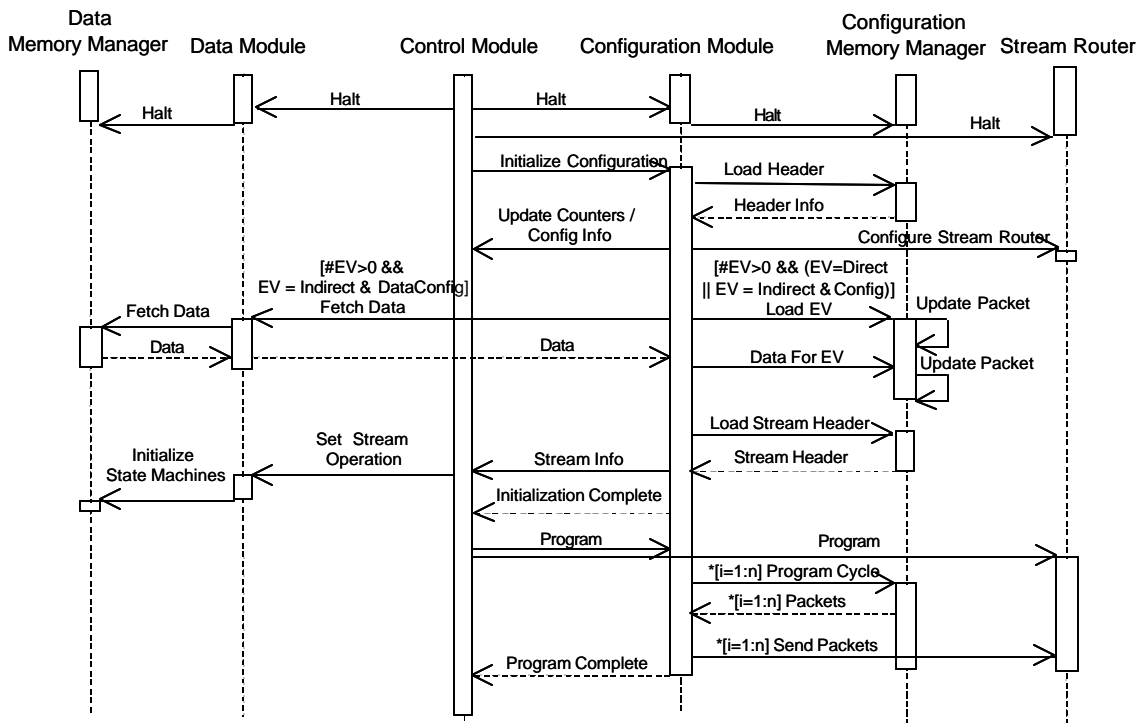 Data
Memory Manager
Data Module
Control Module
Configuration Module
Configuration
Memory Manager
Stream Router
Halt
Halt
Halt
Halt
Halt
Initialize Configuration
Load Header
Header Info
Update Counters /
Config Info
Configure Stream Router
[#EV>0 &&
EV = Indirect & DataConfig]
Fetch Data
[#EV>0 && (EV=Direct
|| EV = Indirect & Config)]
Load EV
Update Packet
Fetch Data
Data
Data
Data For EV
Update Packet
Load Stream Header
Set Stream
Operation
Stream Info
Stream Header
Initialize
State Machines
Initialization Complete
Program
Program
*[i=1:n] Program Cycle
*[i=1:n] Packets
*[i=1:n] Send Packets
Program Complete